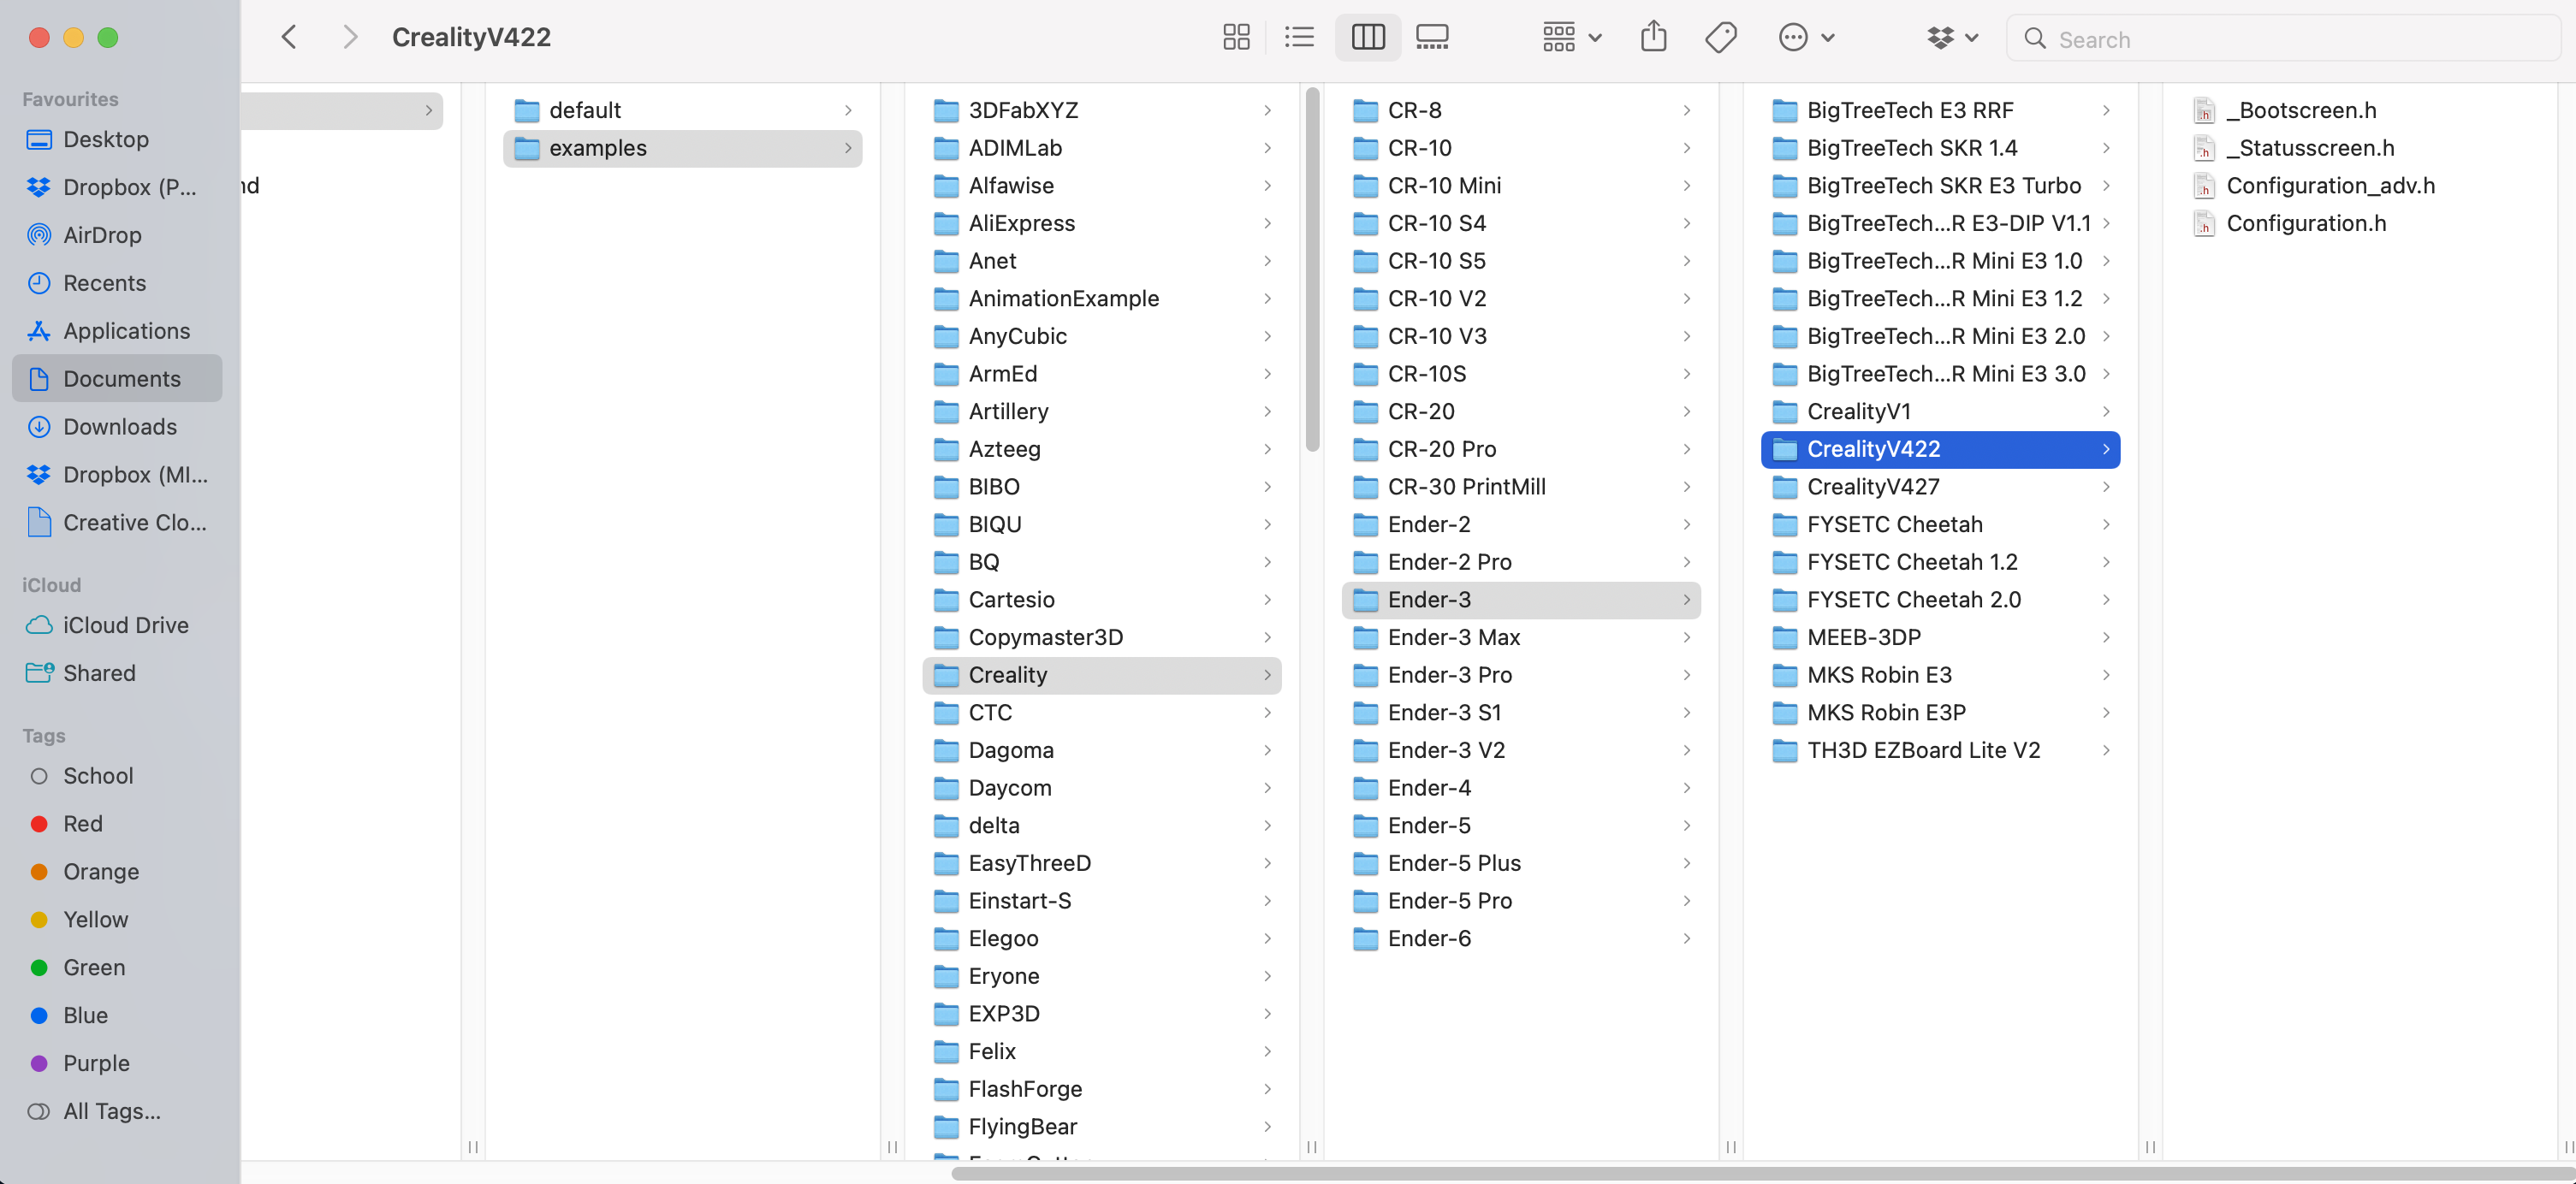 CrealityV422
Search
Favourites
Desktop
Dropbox (P...
AirDrop
Recents
Applications
Documents
Downloads
Dropbox (MI...
Creative Clo...
iCloud
iCloud Drive
Shared
Tags
School
Red
Orange
Yellow
Green
Blue
Purple
All Tags...
default
examples
3DFabXYZ
ADIMLab
Alfawise
AliExpress
Anet
AnimationExample
AnyCubic
ArmEd
Artillery
Azteeg
BIBO
BIQU
BQ
Cartesio
Copymaster3D
Creality
CTC
Dagoma
Daycom
delta
EasyThreeD
Einstart-S
Elegoo
Eryone
EXP3D
Felix
FlashForge
FlyingBear
CR-8
CR-10
CR-10 Mini
CR-10 S4
CR-10 S5
CR-10 V2
CR-10 V3
CR-10S
CR-20
CR-20 Pro
CR-30 PrintMill
Ender-2
Ender-2 Pro
Ender-3
Ender-3 Max
Ender-3 Pro
Ender-3 S1
Ender-3 V2
Ender-4
Ender-5
Ender-5 Plus
Ender-5 Pro
Ender-6
BigTreeTech E3 RRF
BigTreeTech SKR 1.4
BigTreeTech SKR E3 Turbo
BigTreeTech...R E3-DIP V1.1
BigTreeTech...R Mini E3 1.0
BigTreeTech...R Mini E3 1.2
BigTreeTech...R Mini E3 2.0
BigTreeTech...R Mini E3 3.0
CrealityV1
CrealityV422
CrealityV427
FYSETC Cheetah
FYSETC Cheetah 1.2
FYSETC Cheetah 2.0
MEEB-3DP
MKS Robin E3
MKS Robin E3P
TH3D EZBoard Lite V2
_Bootscreen.h
_Statusscreen.h
Configuration_adv.h
Configuration.h